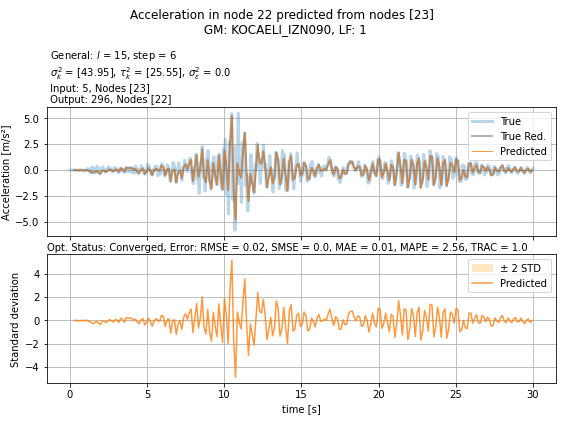 Acceleration in node 22 predicted from nodes [23]
GM: KOCAELI_IZN090, LF: 1
General: l = 15, step = 6
σ²ₖ = [43.95], τ²ₖ = [25.55], σ²ε = 0.0
Input: 5, Nodes [23]
Output: 296, Nodes [22]
Acceleration [m/s²]
5.0
2.5
0.0
−2.5
−5.0
True
True Red.
Predicted
Opt. Status: Converged, Error: RMSE = 0.02, SMSE = 0.0, MAE = 0.01, MAPE = 2.56, TRAC = 1.0
Standard deviation
4
2
0
−2
−4
± 2 STD
Predicted
0 5 10 15 20 25 30
time [s]